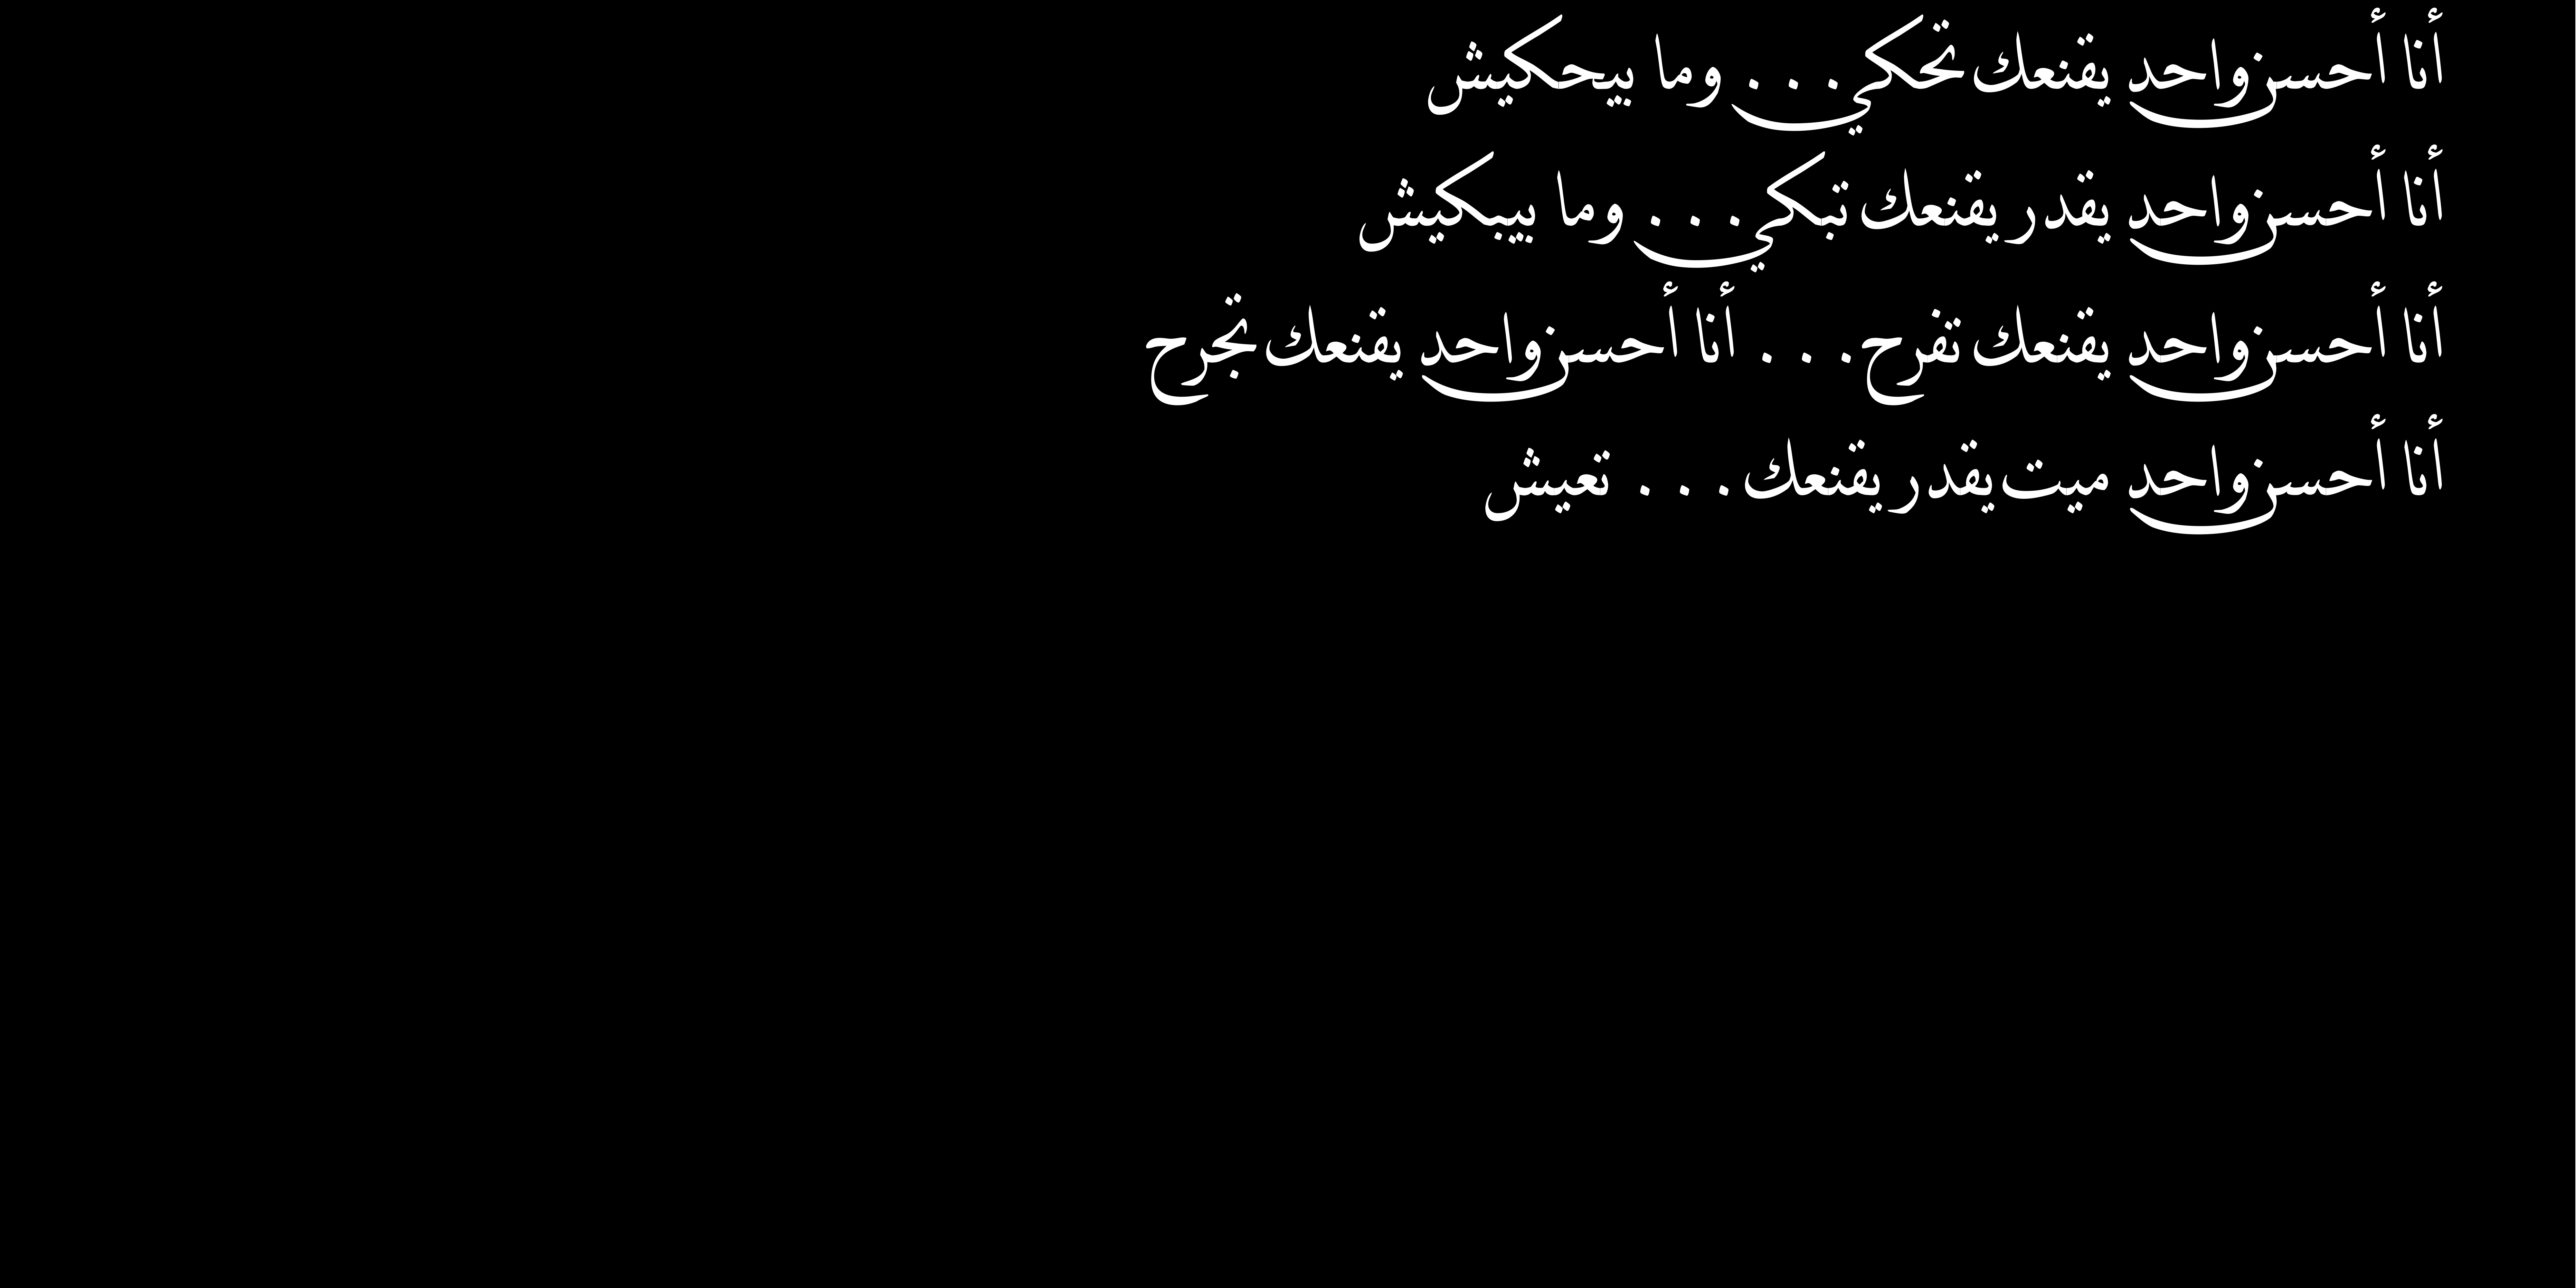 أنا أحسن واحد يقنعك تحكي... وما بيحكيش
أنا أحسن واحد يقدر يقنعك تبكي... وما بيبكيش
أنا أحسن واحد يقنعك تفرح... أنا أحسن واحد يقنعك تجرح
أنا أحسن واحد ميت يقدر يقنعك... تعيش